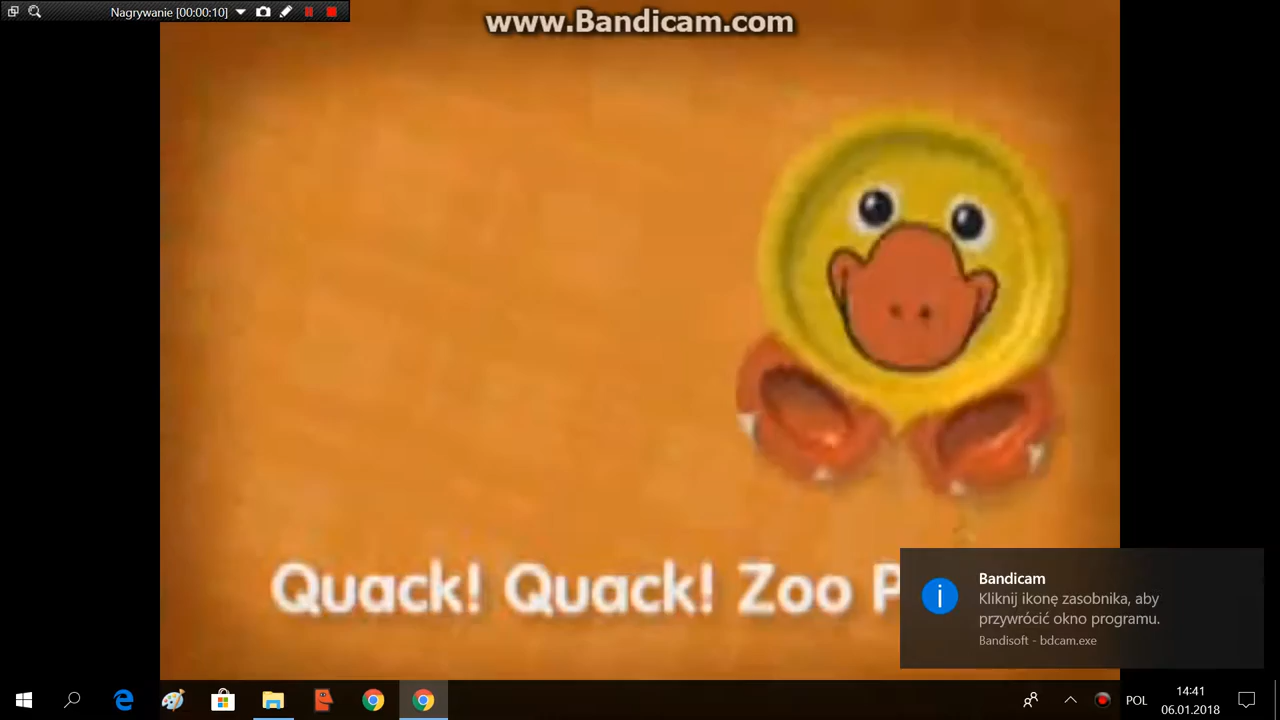 Nagrywanie [00:00:10]
www.Bandicam.com
Quack! Quack! Zoo P
Bandicam
Kliknij ikonę zasobnika, aby
przywrócić okno programu.
Bandisoft - bdcam.exe
POL
14:41
06.01.2018